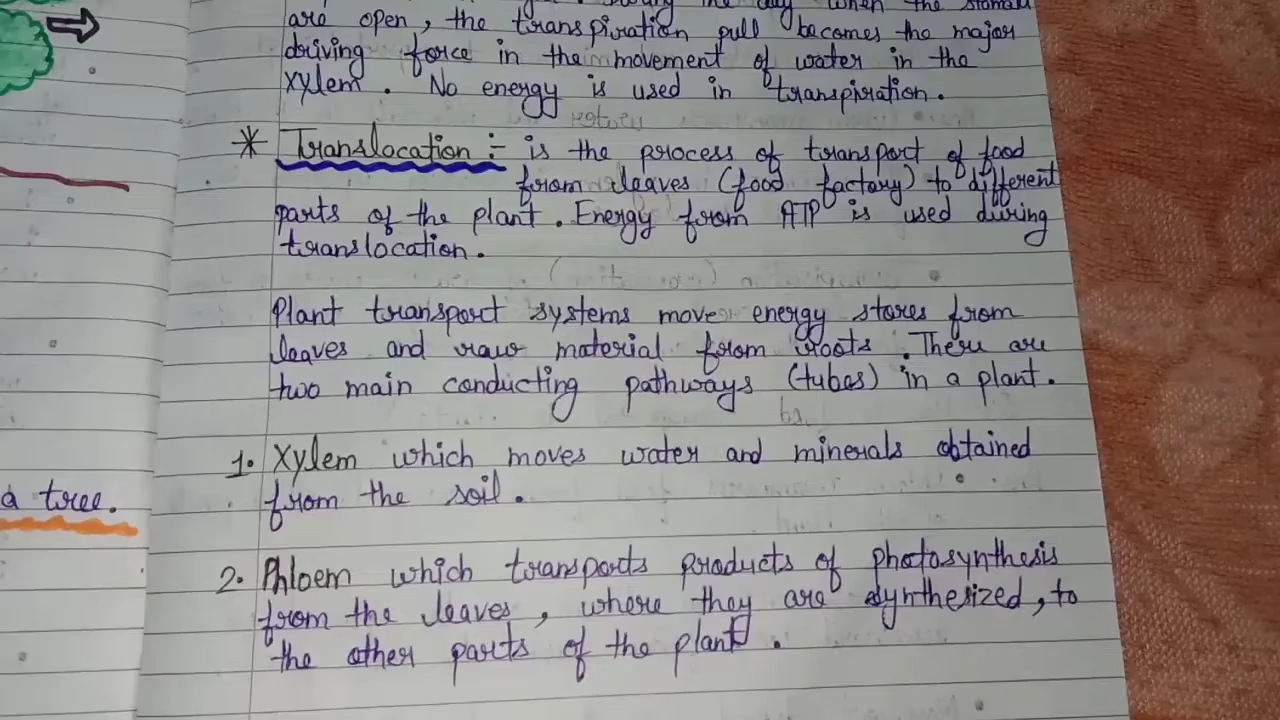 the day when the stomata
are open, the transpiration pull becomes the major
driving force in the movement of water in the
xylem. No energy is used in transpiration.
* Translocation :- is the process of transport of food
from leaves (food factory) to different
parts of the plant. Energy from ATP is used during
translocation.
Plant transport systems move energy stores from
leaves and raw material from roots. There are
two main conducting pathways (tubes) in a plant.
1. Xylem which moves water and minerals obtained
from the soil.
a tree.
2. Phloem which transports products of photosynthesis
from the leaves, where they are synthesized, to
the other parts of the plant.